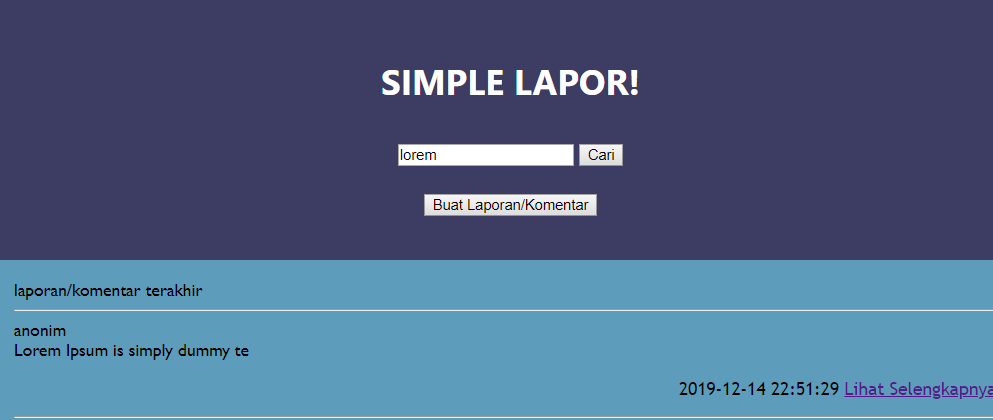 SIMPLE LAPOR!
lorem Cari
Buat Laporan/Komentar
laporan/komentar terakhir
anonim
Lorem Ipsum is simply dummy te
2019-12-14 22:51:29 Lihat Selengkapnya